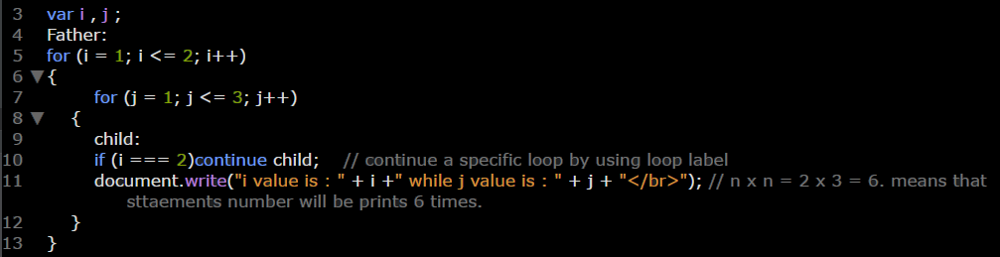 3 var i , j ;
4 Father:
5 for (i = 1; i <= 2; i++)
6 ▼ {
7 for (j = 1; j <= 3; j++)
8 ▼ {
9 child:
10 if (i === 2)continue child; // continue a specific loop by using loop label
11 document.write("i value is : " + i +" while j value is : " + j + "</br>"); // n x n = 2 x 3 = 6. means that
sttaements number will be prints 6 times.
12 }
13 }